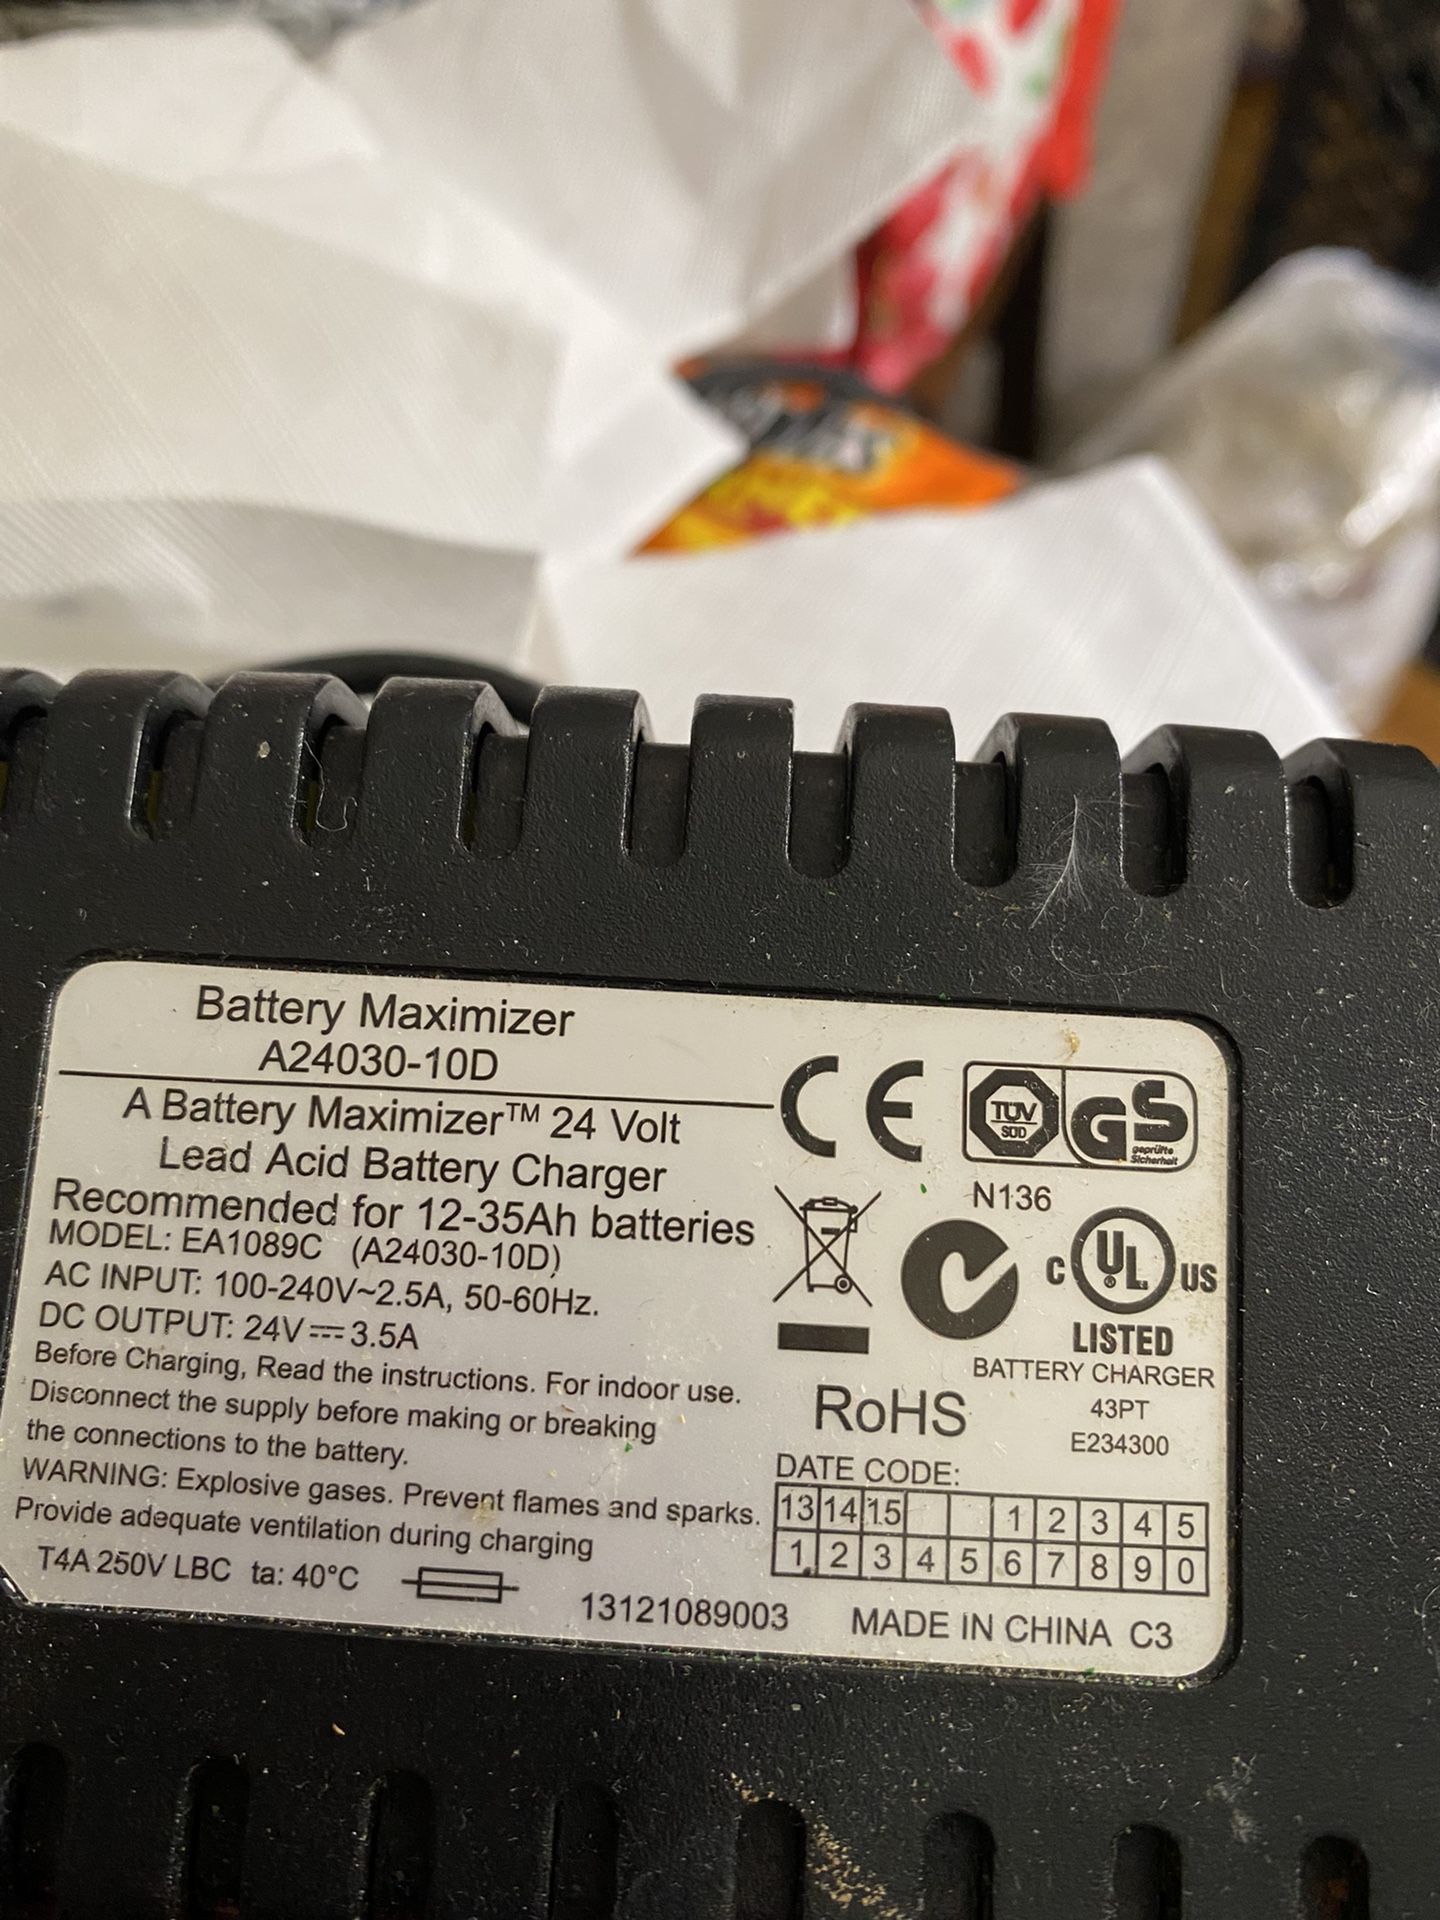 Battery Maximizer
A24030-10D
A Battery Maximizer™ 24 Volt
Lead Acid Battery Charger
Recommended for 12-35Ah batteries
MODEL: EA1089C (A24030-10D)
AC INPUT: 100-240V~2.5A, 50-60Hz.
DC OUTPUT: 24V⎓3.5A
Before Charging, Read the instructions. For indoor use.
Disconnect the supply before making or breaking
the connections to the battery.
WARNING: Explosive gases. Prevent flames and sparks.
Provide adequate ventilation during charging
T4A 250V LBC ta: 40°C
13121089003
CE
TÜV
SÜD
GS
geprüfte
Sicherheit
N136
C UL® US
LISTED
BATTERY CHARGER
43PT
E234300
RoHS
DATE CODE:
13 14 15 1 2 3 4 5
1 2 3 4 5 6 7 8 9 0
MADE IN CHINA C3